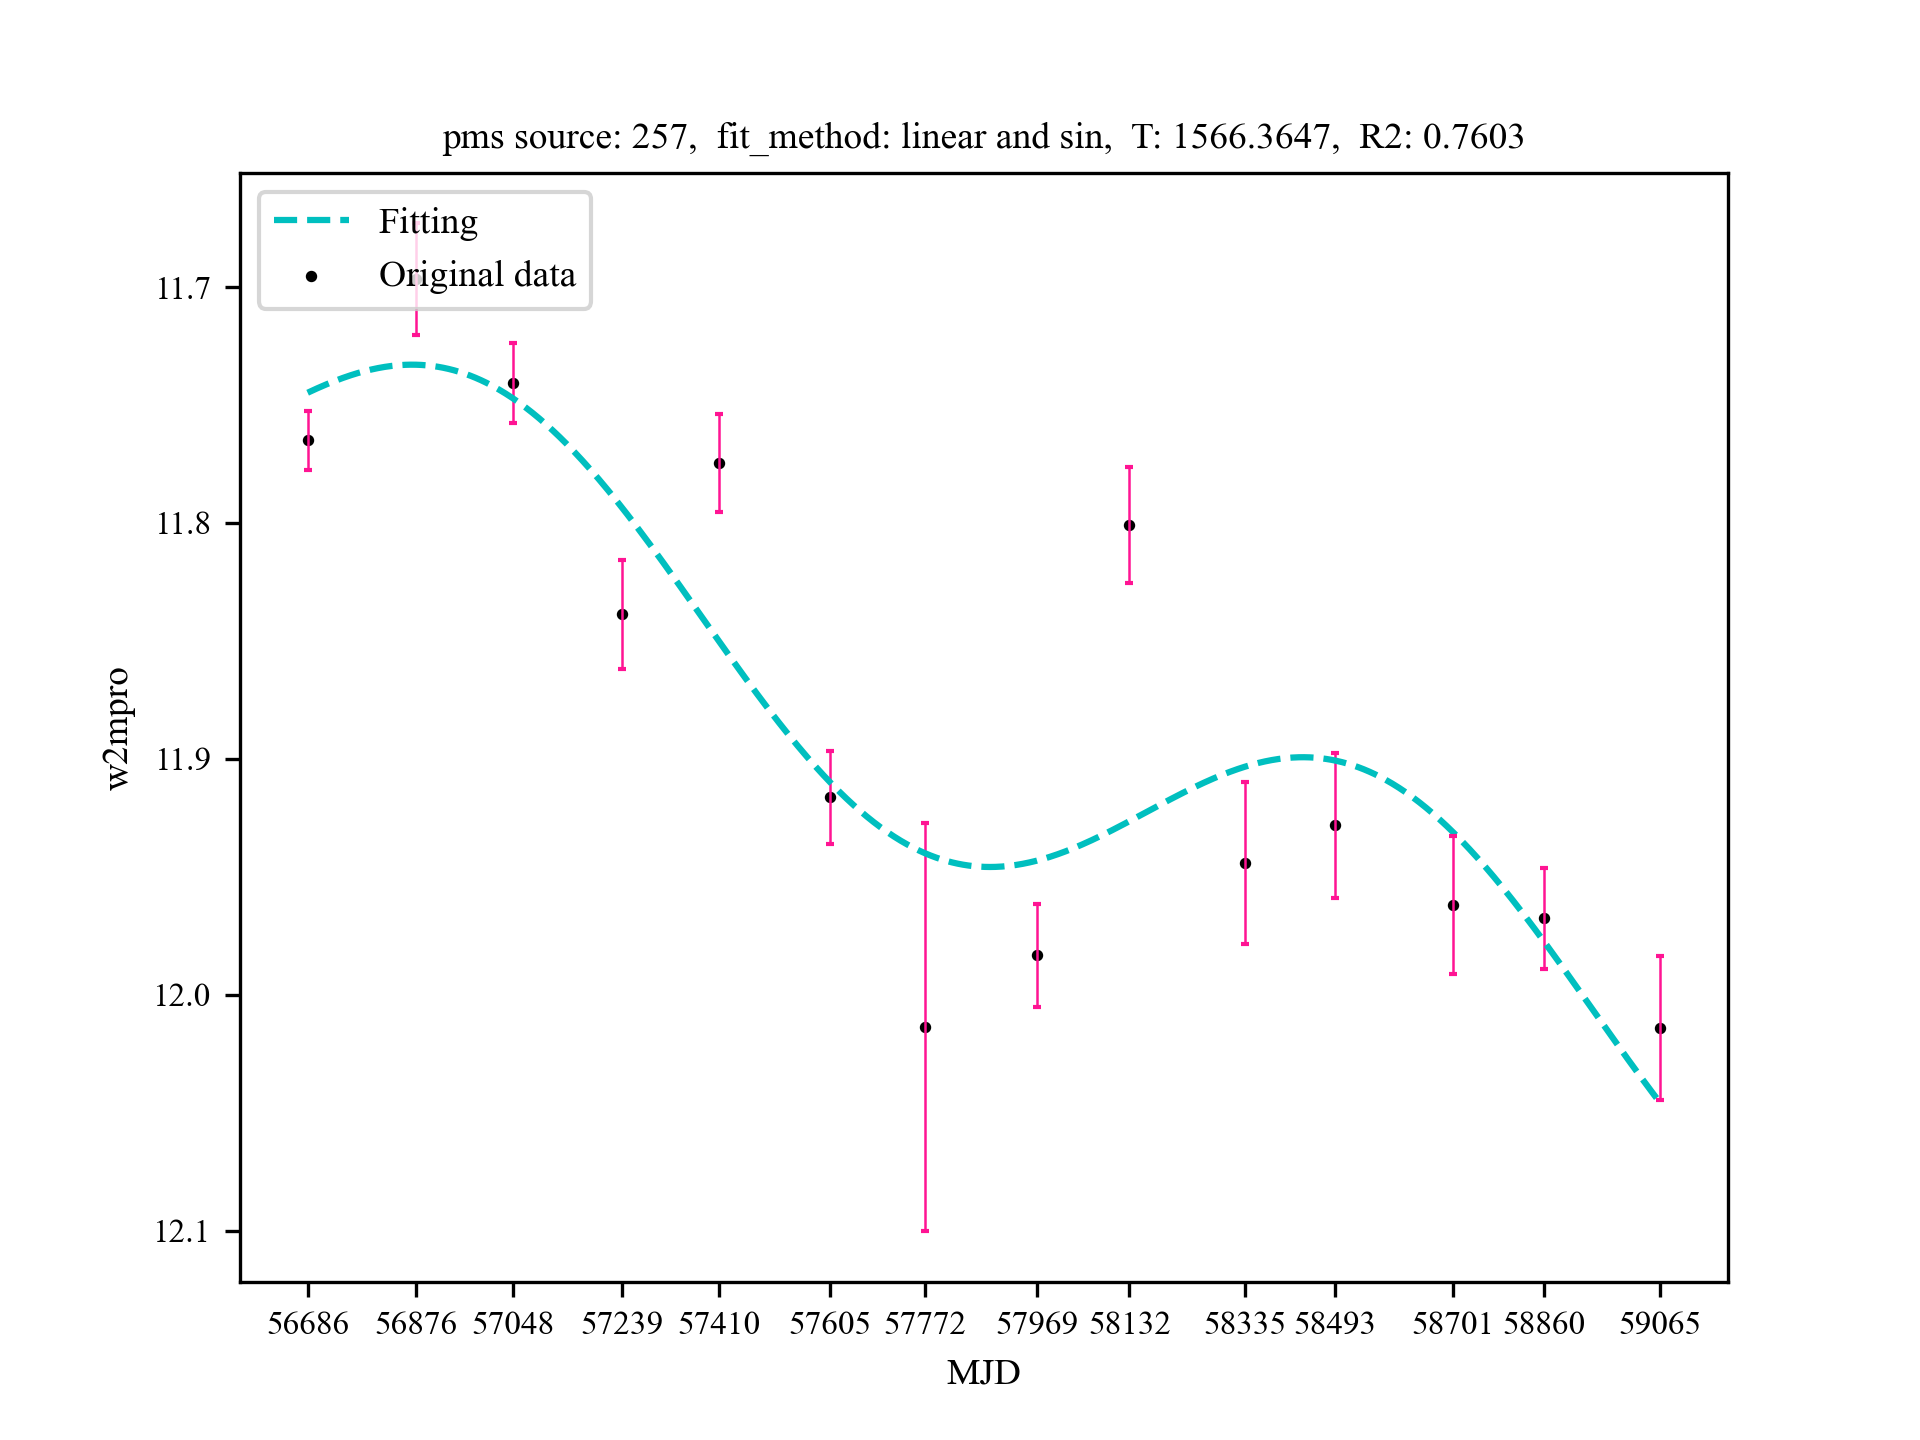 pms source: 257,  fit_method: linear and sin,  T: 1566.3647,  R2: 0.7603
Fitting
Original data
11.7
11.8
11.9
12.0
12.1
w2mpro
56686 56876 57048 57239 57410 57605 57772 57969 58132 58335 58493 58701 58860 59065
MJD